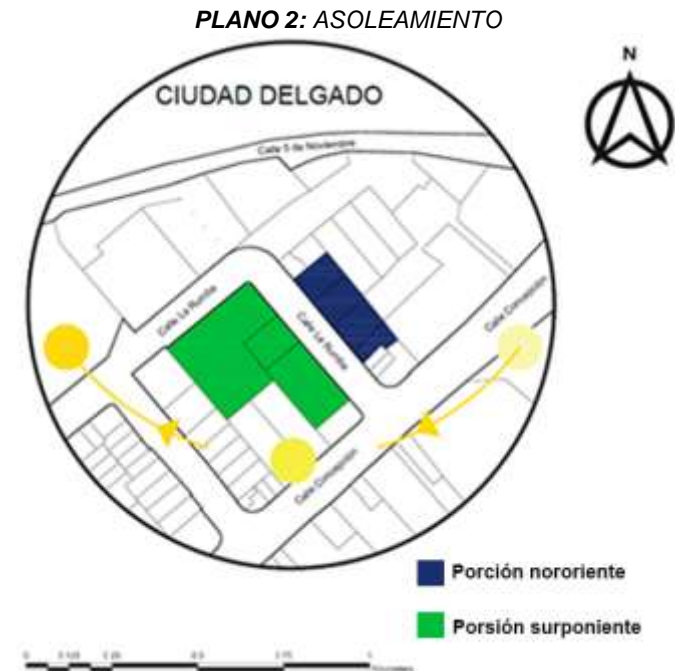 PLANO 2: ASOLEAMIENTO
N
CIUDAD DELGADO
Calle 5 de Noviembre
Calle La Rumba
Calle La Rumba
Calle Concepción
Calle Concepción
Porción nororiente
Porsión surponiente